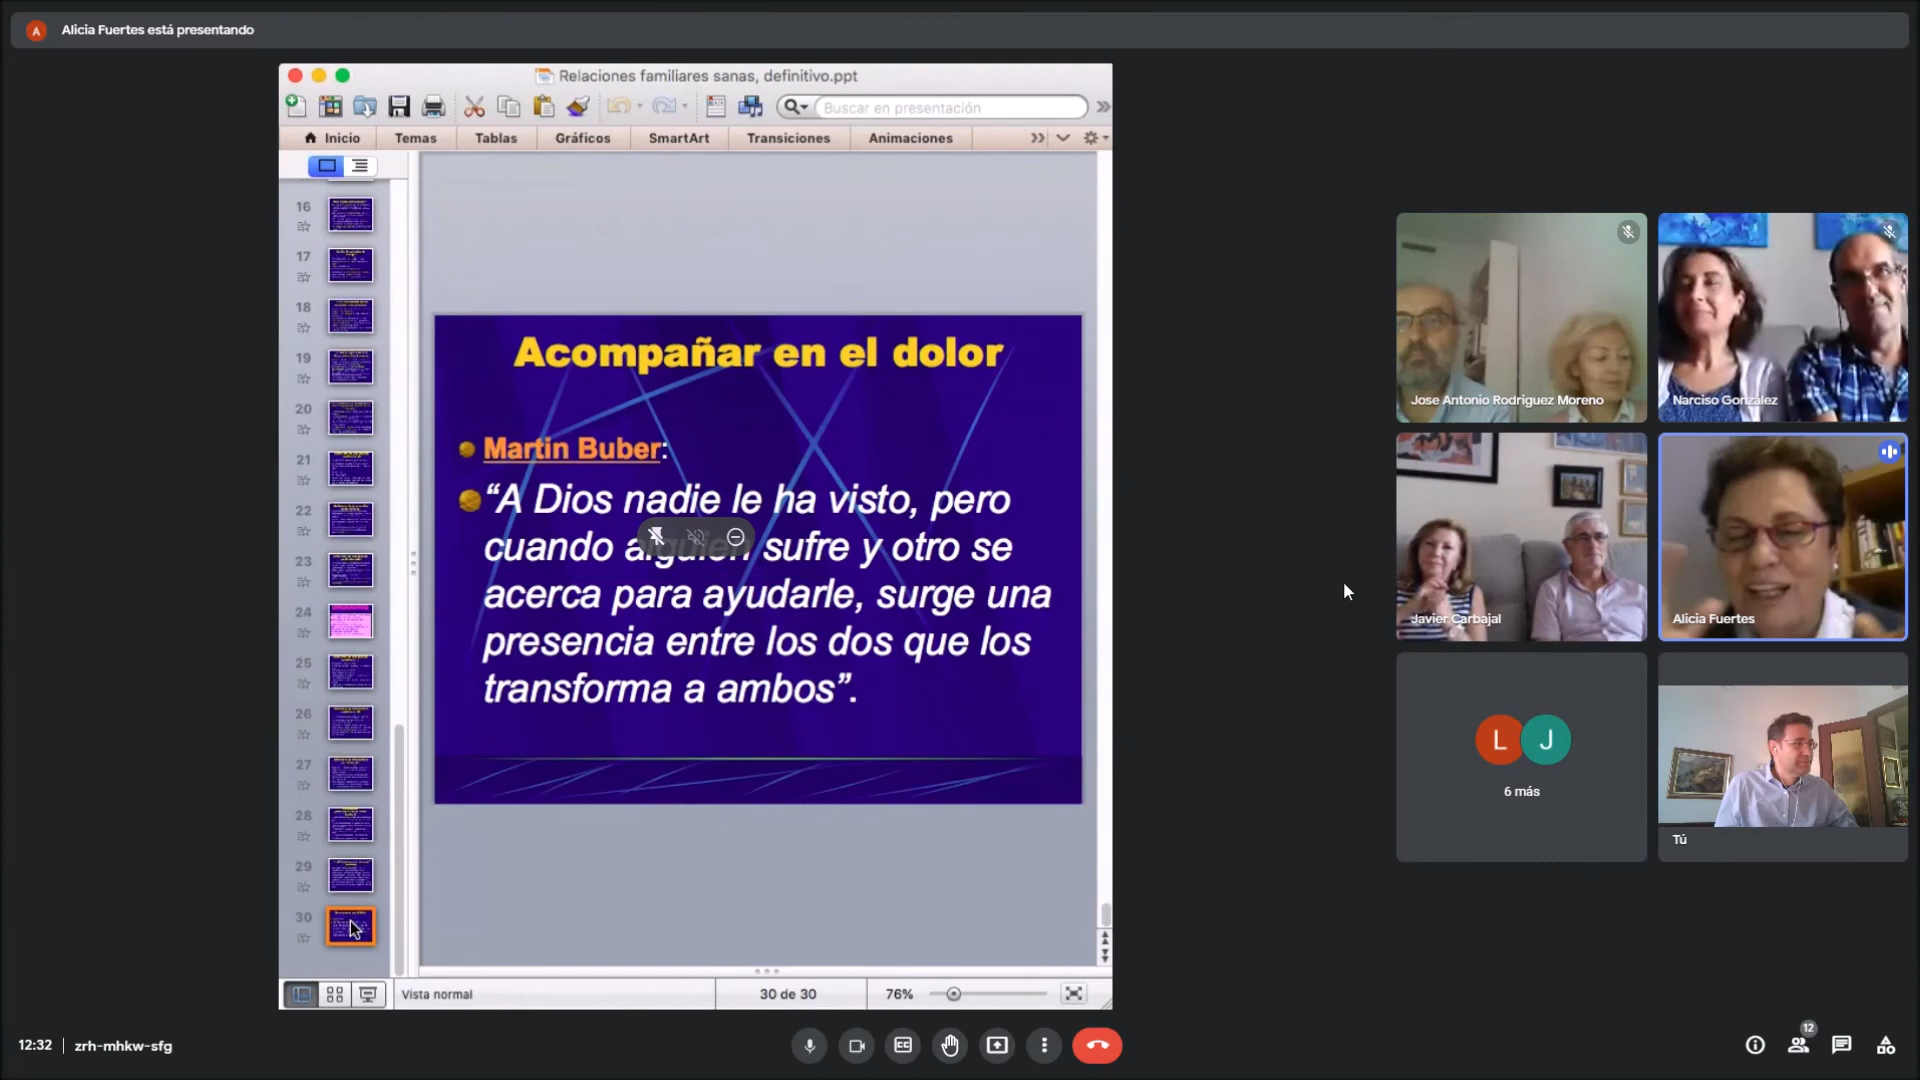 A
Alicia Fuertes está presentando
Relaciones familiares sanas, definitivo.ppt
Buscar en presentación
Inicio
Temas
Tablas
Gráficos
SmartArt
Transiciones
Animaciones
16
17
18
19
20
21
22
23
24
25
26
27
28
29
30
Acompañar en el dolor
Martin Buber:
“A Dios nadie le ha visto, pero
cuando alguien sufre y otro se
acerca para ayudarle, surge una
presencia entre los dos que los
transforma a ambos”.
Vista normal
30 de 30
76%
Jose Antonio Rodriguez Moreno
Narciso González
Javier Carbajal
Alicia Fuertes
L
J
6 más
Tú
12:32
zrh-mhkw-sfg
CC
12